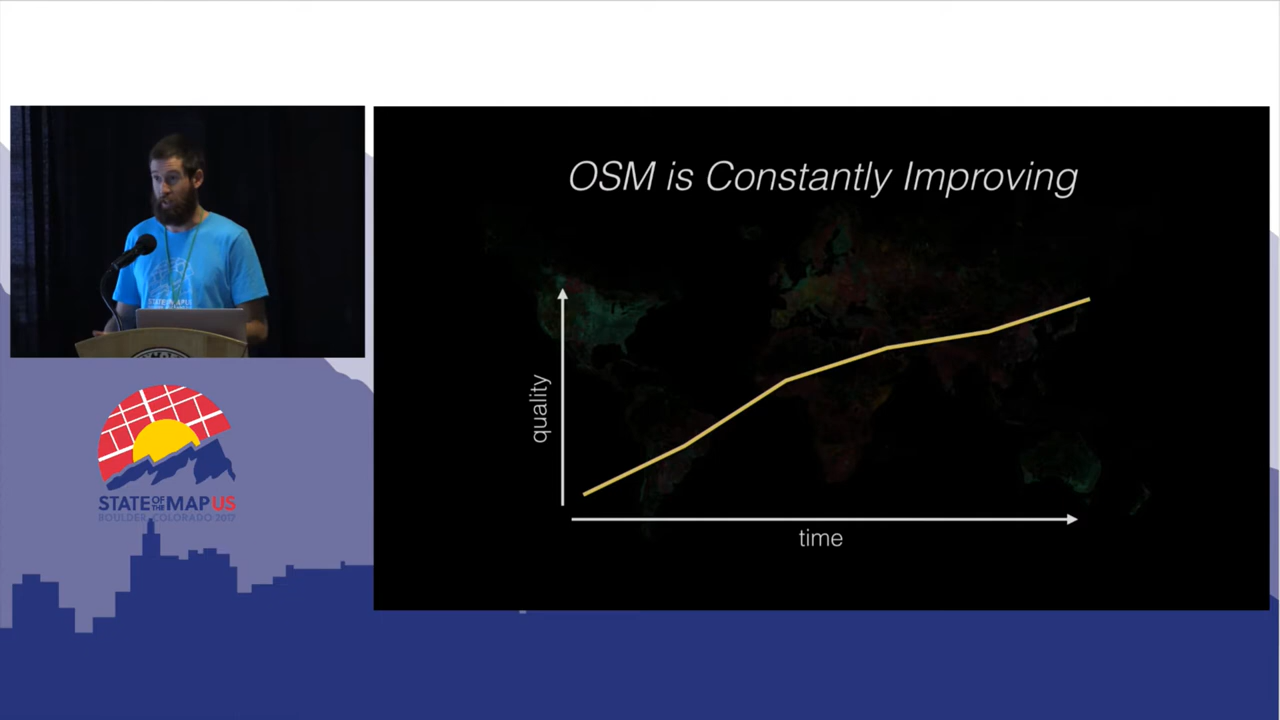 OSM is Constantly Improving
quality
time
STATE OF THE MAP US
BOULDER, COLORADO 2017